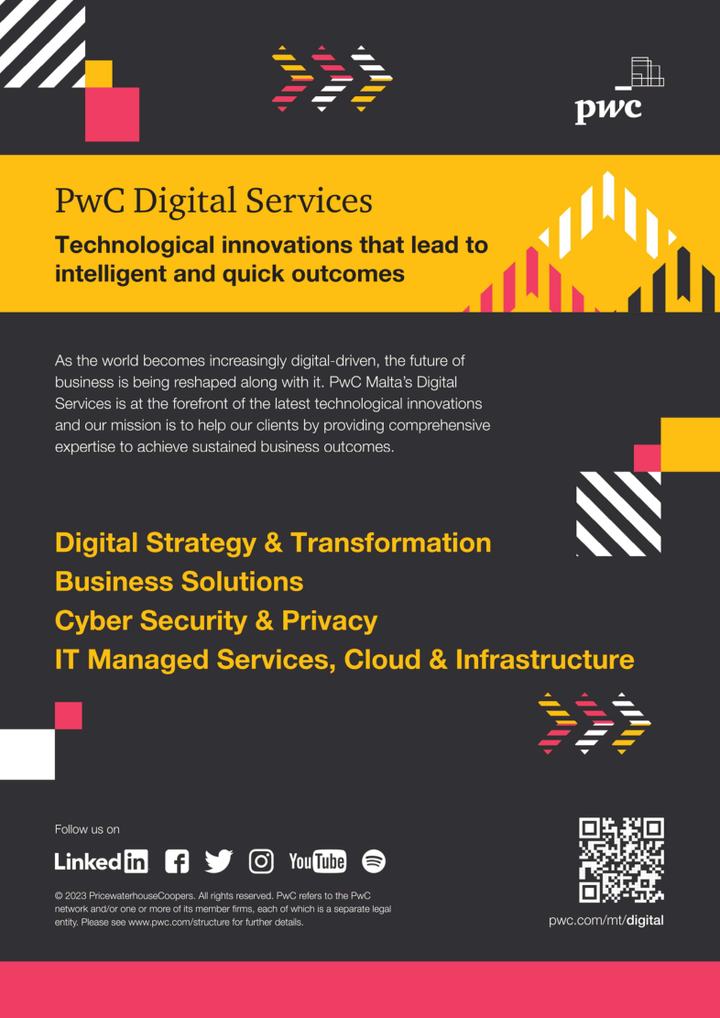 pwc
PwC Digital Services
Technological innovations that lead to
intelligent and quick outcomes
As the world becomes increasingly digital-driven, the future of
business is being reshaped along with it. PwC Malta’s Digital
Services is at the forefront of the latest technological innovations
and our mission is to help our clients by providing comprehensive
expertise to achieve sustained business outcomes.
Digital Strategy & Transformation
Business Solutions
Cyber Security & Privacy
IT Managed Services, Cloud & Infrastructure
Follow us on
Linked in f YouTube
© 2023 PricewaterhouseCoopers. All rights reserved. PwC refers to the PwC
network and/or one or more of its member firms, each of which is a separate legal
entity. Please see www.pwc.com/structure for further details.
pwc.com/mt/digital